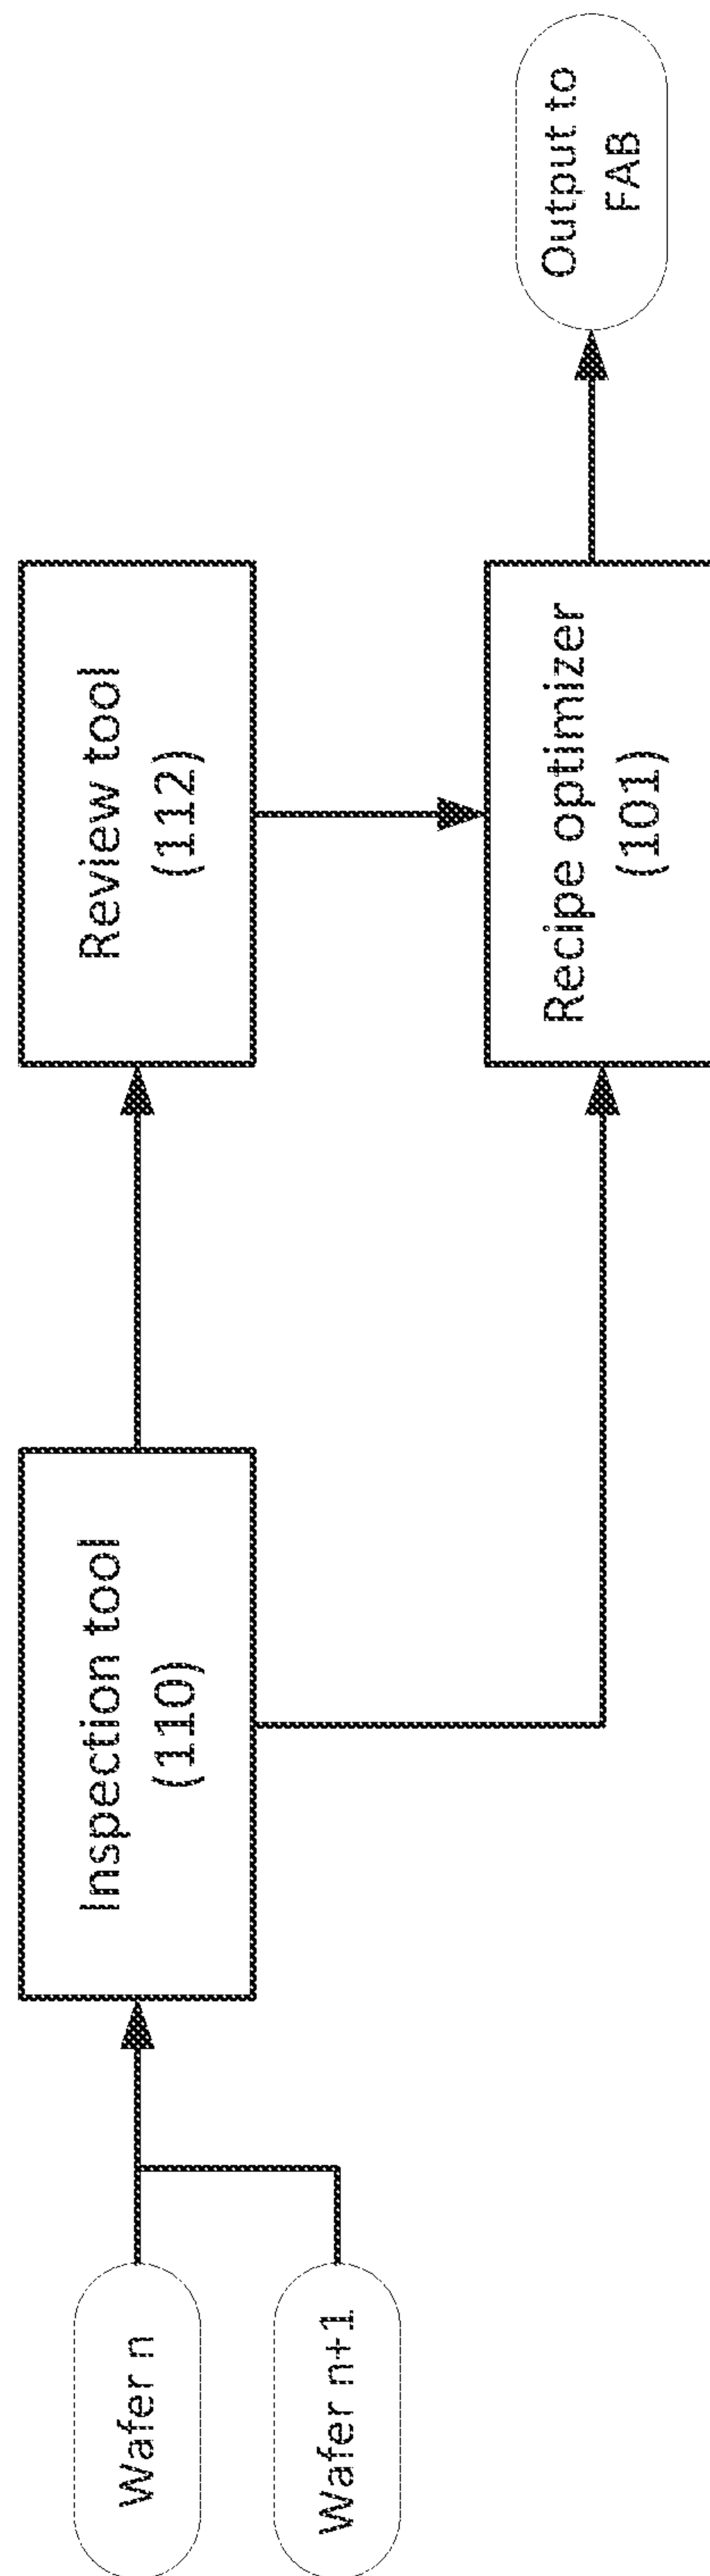 Wafer n
Wafer n+1
Inspection tool
(110)
Review tool
(112)
Recipe optimizer
(101)
Output to
FAB